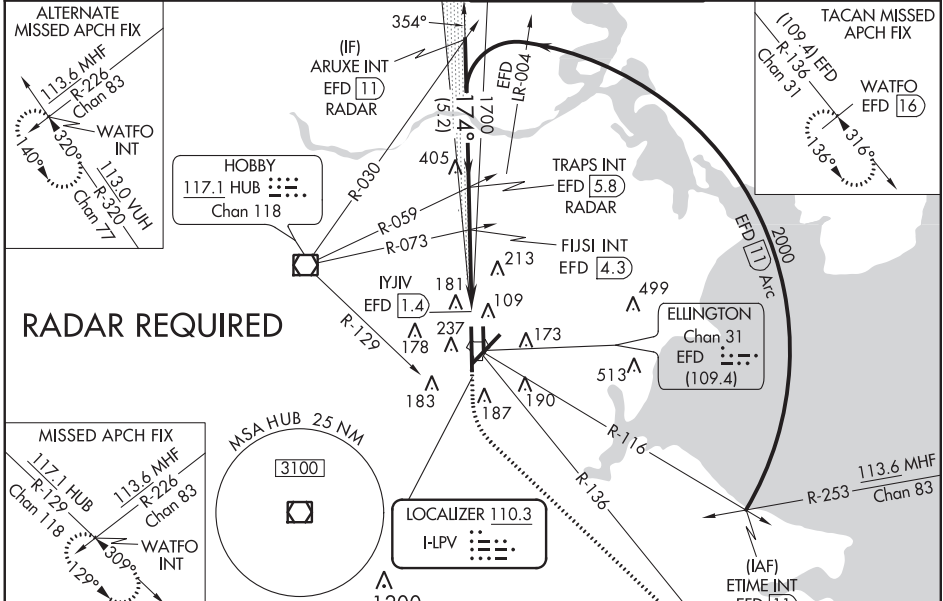 ALTERNATE
MISSED APCH FIX
113.6 MHF
R-226
Chan 83
WATFO
INT
320°
140°
113.0 VUH
R-320
Chan 77
354°
(IF)
ARUXE INT
EFD 11
RADAR
EFD
LR-004
1700
174°
(5.2)
TACAN MISSED
APCH FIX
(109.4) EFD
R-136
Chan 31
WATFO
EFD 16
316°
136°
HOBBY
117.1 HUB
Chan 118
R-030
405
R-059
R-073
TRAPS INT
EFD 5.8
RADAR
FIJSI INT
EFD 4.3
2000
EFD 11 Arc
213
IYJIV
EFD 1.4
181
109
499
RADAR REQUIRED
R-129
178
237
173
ELLINGTON
Chan 31
EFD
(109.4)
513
183
187
190
R-116
R-136
MISSED APCH FIX
117.1 HUB
R-129
Chan 118
113.6 MHF
R-226
Chan 83
WATFO
INT
309°
129°
MSA HUB 25 NM
3100
LOCALIZER 110.3
I-LPV
R-253
113.6 MHF
Chan 83
(IAF)
ETIME INT
EFD 11
1200